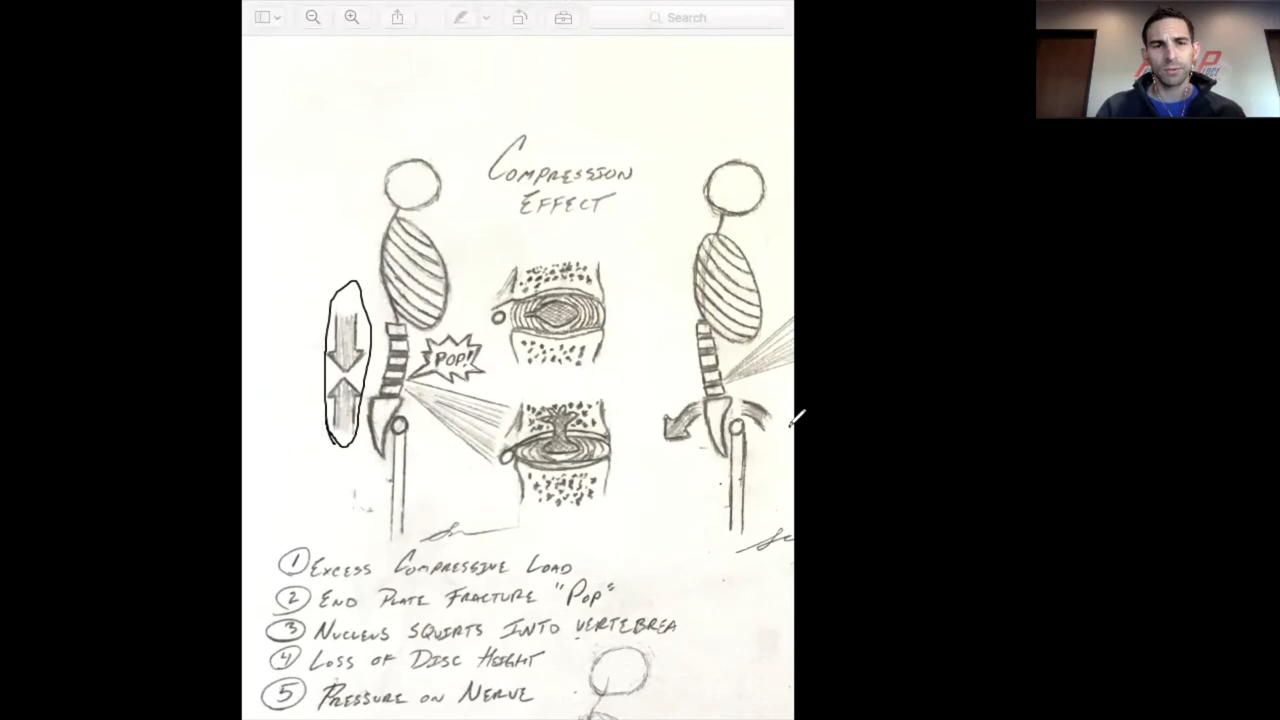 Search
COMPRESSION
EFFECT
POP!
P
① EXCESS COMPRESSIVE LOAD
② END PLATE FRACTURE "POP"
③ NUCLEUS SQUIRTS INTO VERTEBREA
④ LOSS OF DISC HEIGHT
⑤ PRESSURE ON NERVE